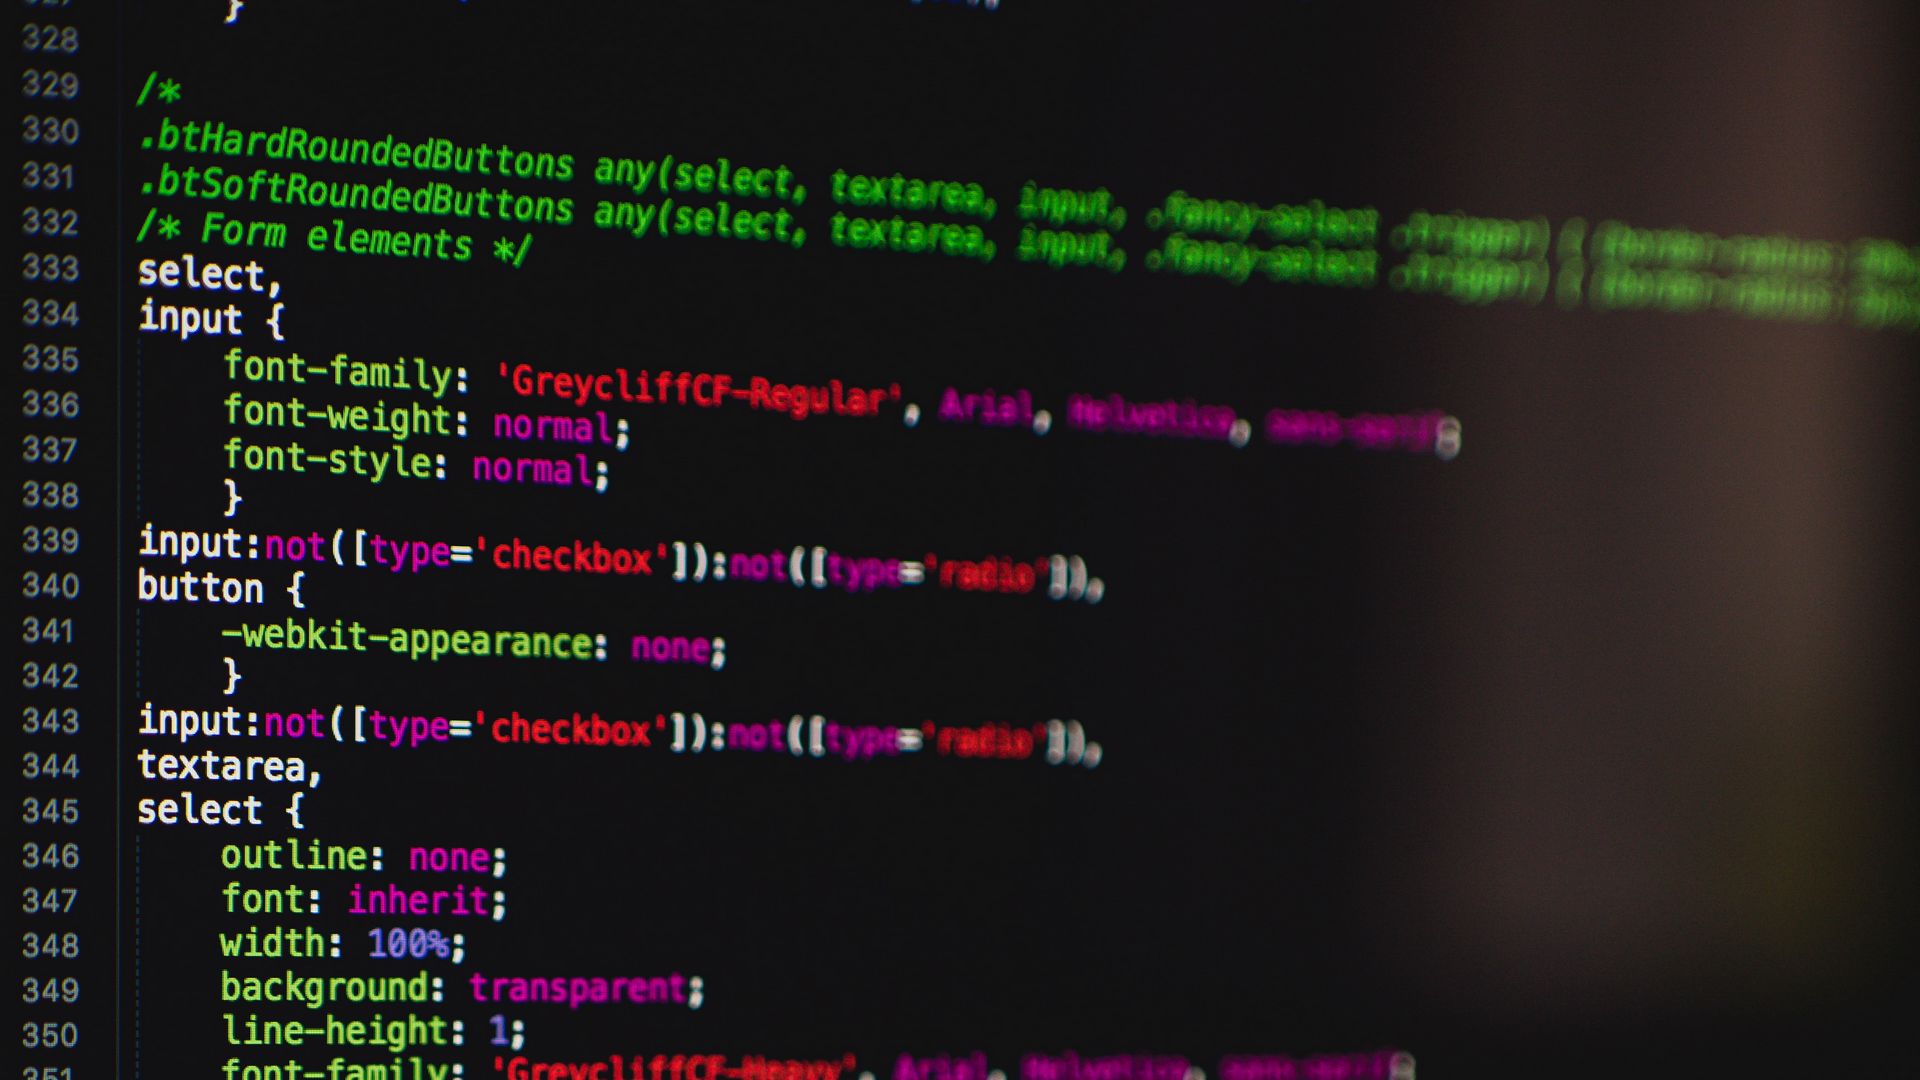 }
328
329 /*
330 .btHardRoundedButtons any(select, textarea, input, .fancy-select .trigger) {
331 .btSoftRoundedButtons any(select, textarea, input, .fancy-select .trigger) {
332 /* Form elements */
333 select,
334 input {
335 font-family: 'GreycliffCF-Regular', Arial, Helvetica, sans-serif;
336 font-weight: normal;
337 font-style: normal;
338 }
339 input:not([type='checkbox']):not([type='radio']),
340 button {
341 -webkit-appearance: none;
342 }
343 input:not([type='checkbox']):not([type='radio']),
344 textarea,
345 select {
346 outline: none;
347 font: inherit;
348 width: 100%;
349 background: transparent;
350 line-height: 1;
351 font-family: 'GreycliffCF-Heavy', Arial, Helvetica, sans-serif;